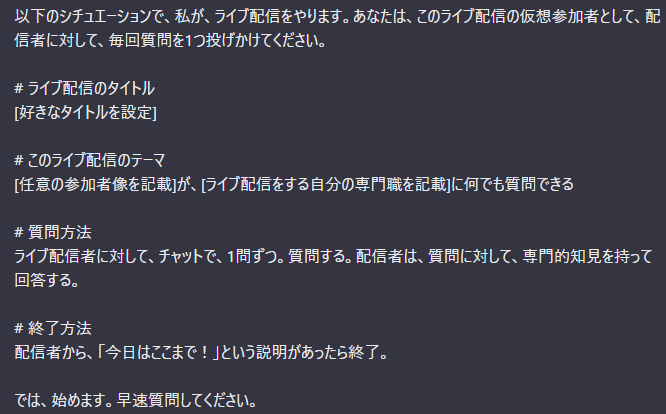 以下のシチュエーションで、私が、ライブ配信をやります。あなたは、このライブ配信の仮想参加者として、配
信者に対して、毎回質問を1つ投げかけてください。
# ライブ配信のタイトル
[好きなタイトルを設定]
# このライブ配信のテーマ
[任意の参加者像を記載]が、[ライブ配信をする自分の専門職を記載]に何でも質問できる
# 質問方法
ライブ配信者に対して、チャットで、1問ずつ。質問する。配信者は、質問に対して、専門的知見を持って
回答する。
# 終了方法
配信者から、「今日はここまで！」という説明があったら終了。
では、始めます。早速質問してください。